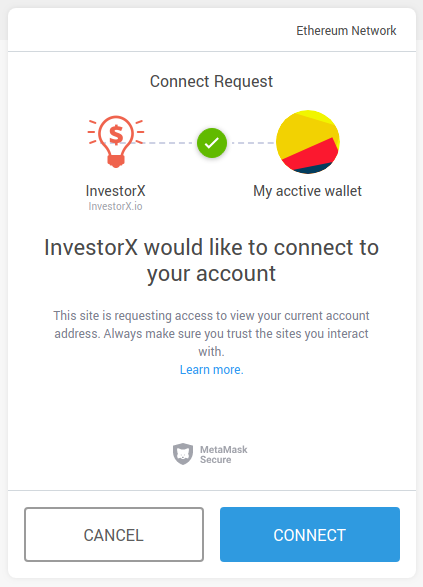 Ethereum Network
Connect Request
$
InvestorX
InvestorX.io
My acctive wallet
InvestorX would like to connect to
your account
This site is requesting access to view your current account
address. Always make sure you trust the sites you interact
with.
Learn more.
MetaMask
Secure
CANCEL
CONNECT